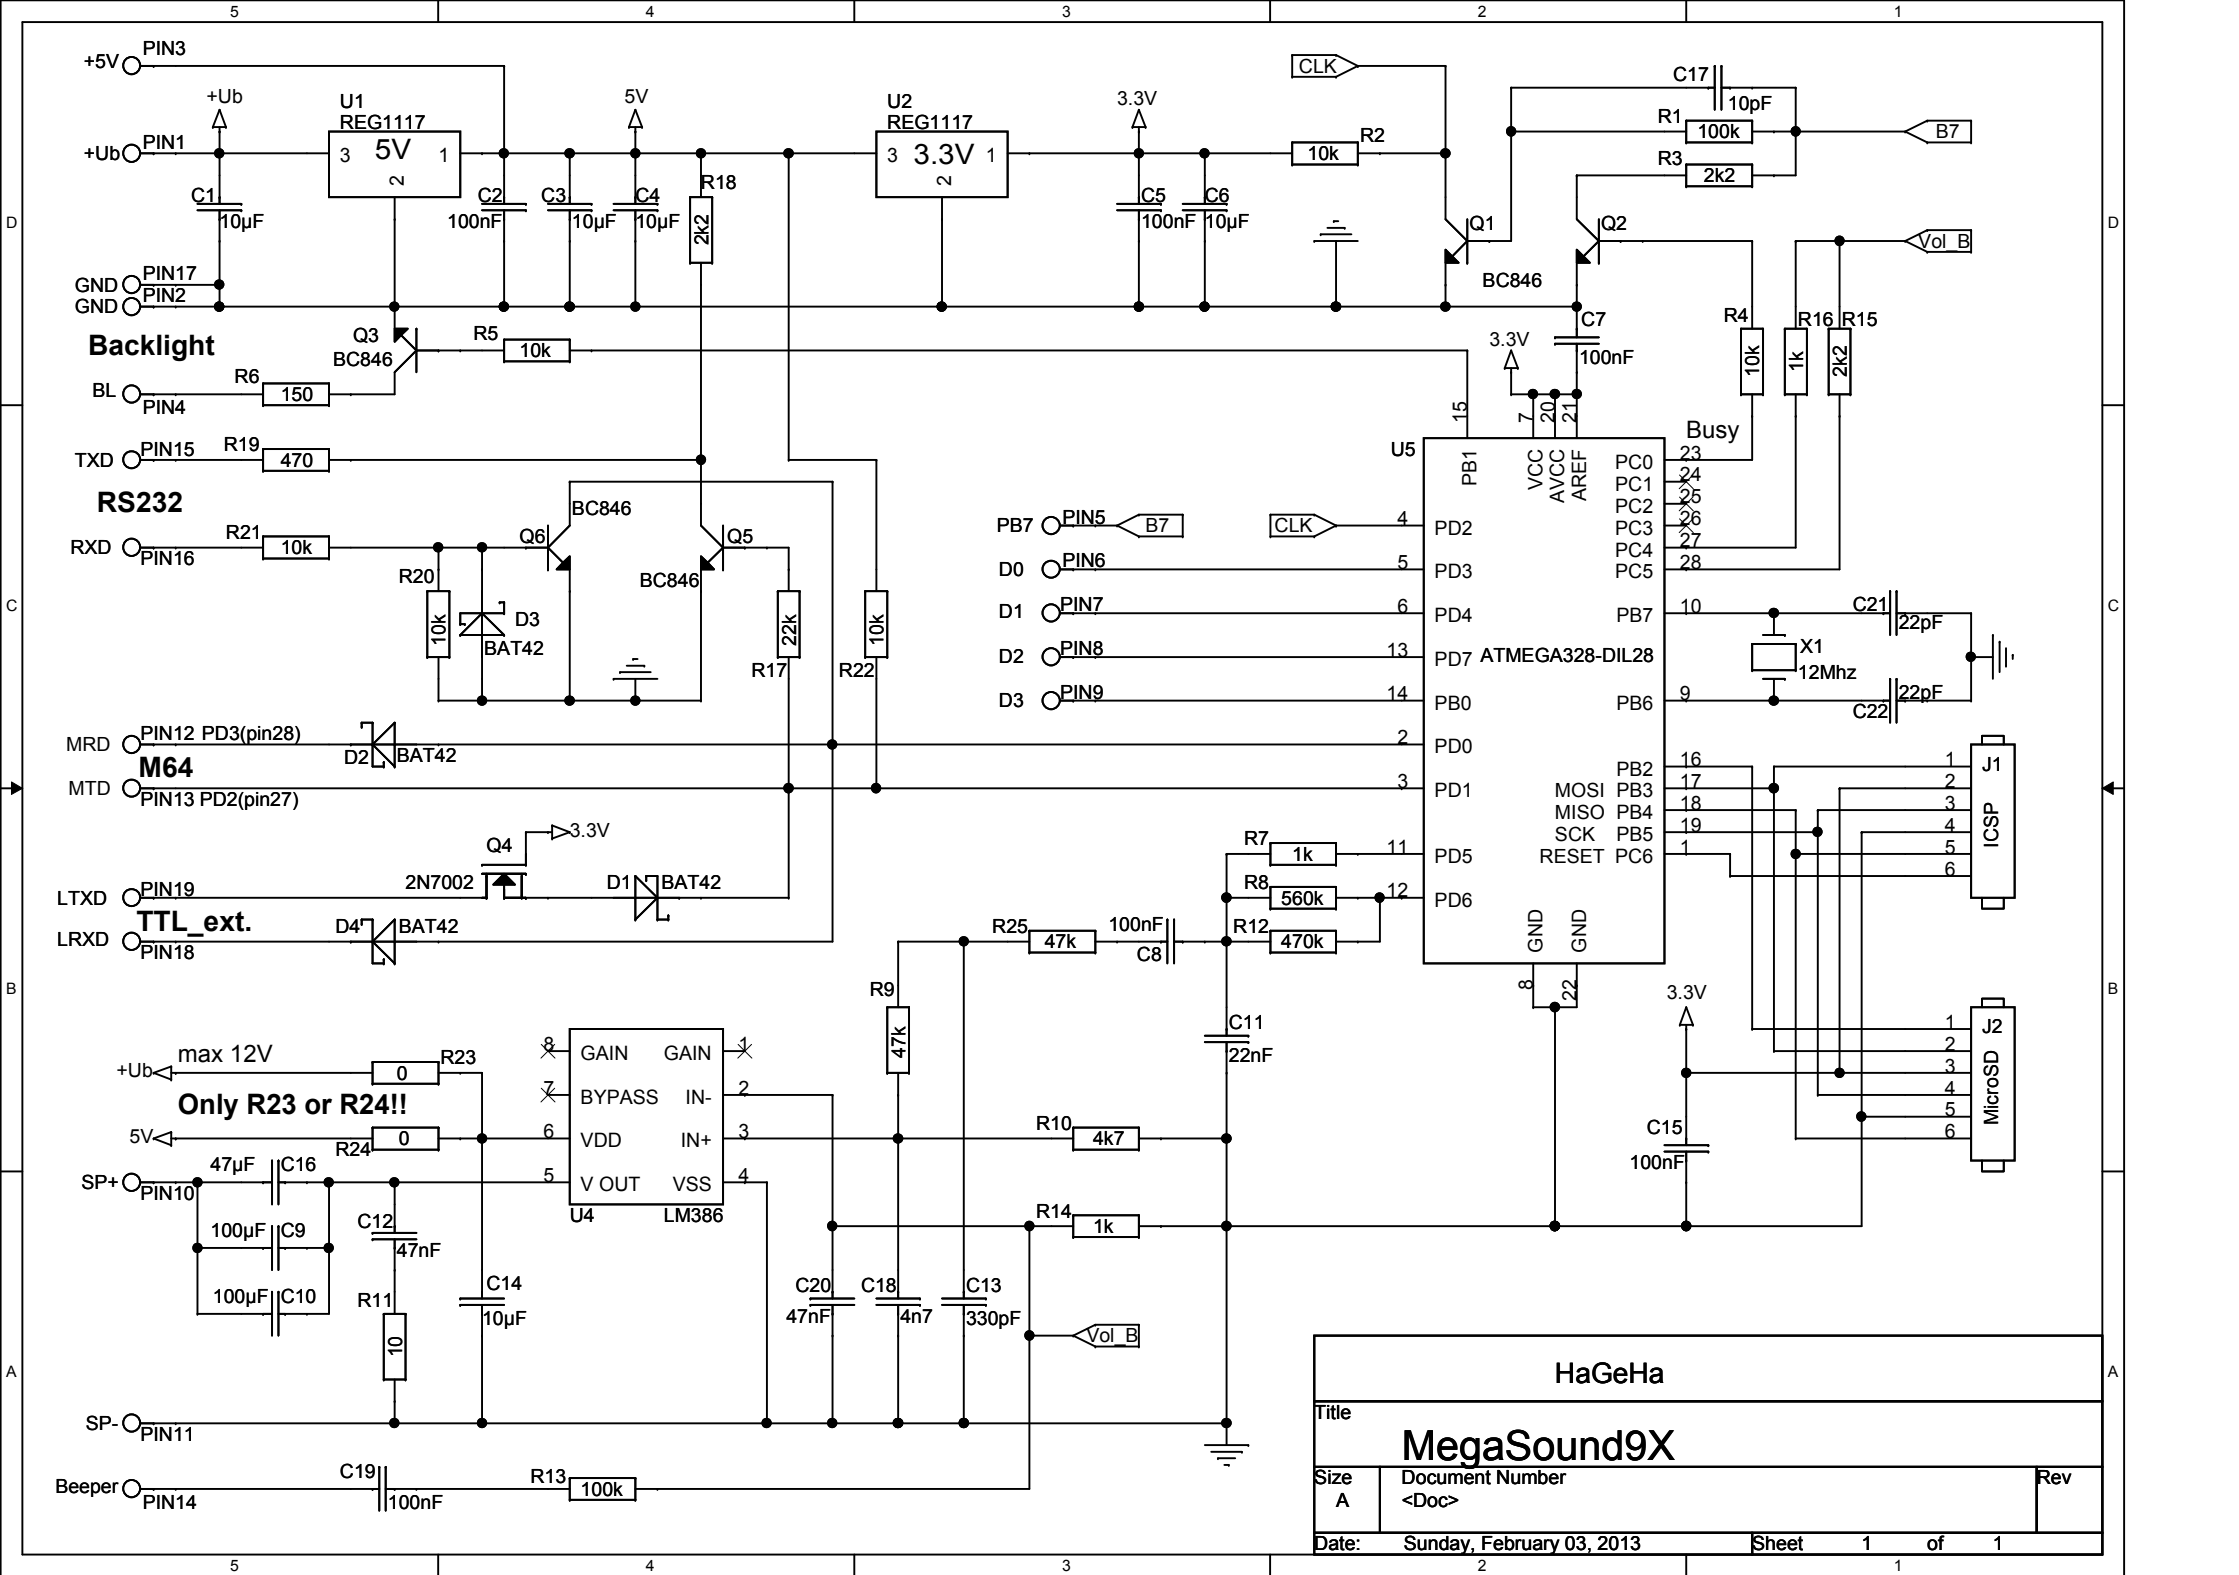 5 4 3 2 1
+5V PIN3
CLK
C17
10pF
+Ub
U1
REG1117
5V
U2
REG1117
3.3V
R1
100k
B7
+Ub PIN1
3 5V 1
2
3 3.3V 1
2
R2
10k
R3
2k2
R18
2k2
C1
10µF
C2
100nF
C3
10µF
C4
10µF
C5
100nF
C6
10µF
D D
Q1
Q2
BC846
Vol_B
GND PIN17
GND PIN2
Backlight
Q3
BC846
R5
10k
C7
100nF
3.3V
R4
10k
R16
1k
R15
2k2
R6
150
BL
PIN4
15 7 20 21
U5
PB1 VCC AVCC AREF
Busy
TXD PIN15
R19
470
PC0 23
PC1 24
PC2 25
PC3 26
PC4 27
PC5 28
RS232
BC846
RXD
PIN16
R21
10k
Q6
Q5
BC846
PB7 PIN5 B7
CLK 4 PD2
D0 PIN6 5 PD3
D1 PIN7 6 PD4
D2 PIN8 13 PD7
D3 PIN9 14 PB0
ATMEGA328-DIL28
C C
R20
10k
D3
BAT42
R17
22k
R22
10k
PB7 10
PB6 9
C21
22pF
X1
12Mhz
22pF
C22
MRD PIN12 PD3(pin28)
D2 BAT42
2 PD0
M64
MTD
PIN13 PD2(pin27)
3 PD1
PB2 16
MOSI PB3 17
MISO PB4 18
SCK PB5 19
RESET PC6 1
1
2
3
4
5
6
J1
ICSP
Q4
3.3V
2N7002
D1 BAT42
LTXD PIN19
TTL_ext.
LRXD
PIN18
D4 BAT42
R7
1k
11 PD5
R8
560k
12 PD6
R12
470k
GND GND
8 22
R25
47k
100nF
C8
B B
R9
47k
C11
22nF
3.3V
1
2
3
4
5
6
J2
MicroSD
+Ub max 12V
R23
0
Only R23 or R24!!
5V
R24
0
8 GAIN GAIN 1
7 BYPASS IN- 2
6 VDD IN+ 3
5 V OUT VSS 4
U4 LM386
R10
4k7
C15
100nF
SP+
PIN10
47µF C16
100µF C9
100µF C10
C12
47nF
R11
10
C14
10µF
R14
1k
C20
47nF
C18
4n7
C13
330pF
Vol_B
A A
SP-
PIN11
Beeper
PIN14
C19
100nF
R13
100k
HaGeHa
Title
MegaSound9X
Size
A
Document Number
<Doc>
Rev
Date: Sunday, February 03, 2013 Sheet 1 of 1
5 4 3 2 1